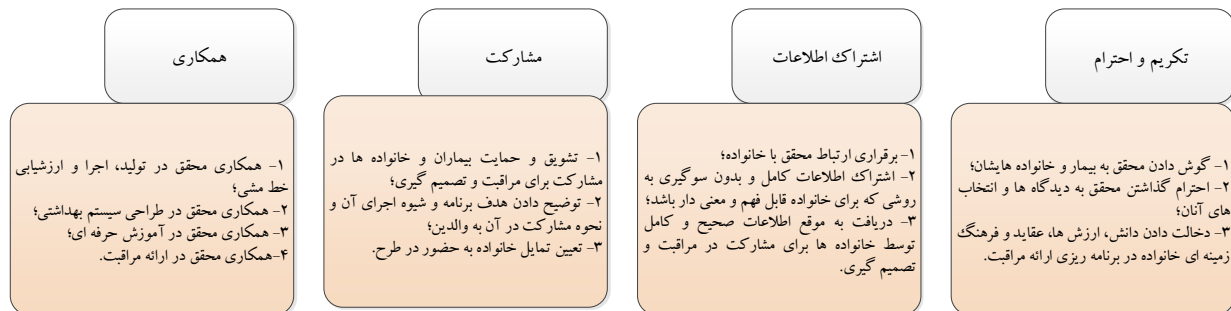 تکریم و احترام
۱- گوش دادن محقق به بیمار و خانواده هایشان؛
۲- احترام گذاشتن محقق به دیدگاه ها و انتخاب
های آنان؛
۳- دخالت دادن دانش، ارزش ها، عقاید و فرهنگ
زمینه ای خانواده در برنامه ریزی ارائه مراقبت.
اشتراک اطلاعات
۱- برقراری ارتباط محقق با خانواده؛
۲- اشتراک اطلاعات کامل و بدون سوگیری به
روشی که برای خانواده قابل فهم و معنی دار باشد؛
۳- دریافت به موقع اطلاعات صحیح و کامل
توسط خانواده ها برای مشارکت در مراقبت و
تصمیم گیری.
مشارکت
۱- تشویق و حمایت بیماران و خانواده ها در
مشارکت برای مراقبت و تصمیم گیری؛
۲- توضیح دادن هدف برنامه و شیوه اجرای آن و
نحوه مشارکت در آن به والدین؛
۳- تعیین تمایل خانواده به حضور در طرح.
همکاری
۱- همکاری محقق در تولید، اجرا و ارزشیابی
خط مشی؛
۲- همکاری محقق در طراحی سیستم بهداشتی؛
۳- همکاری محقق در آموزش حرفه ای؛
۴-همکاری محقق در ارائه مراقبت.